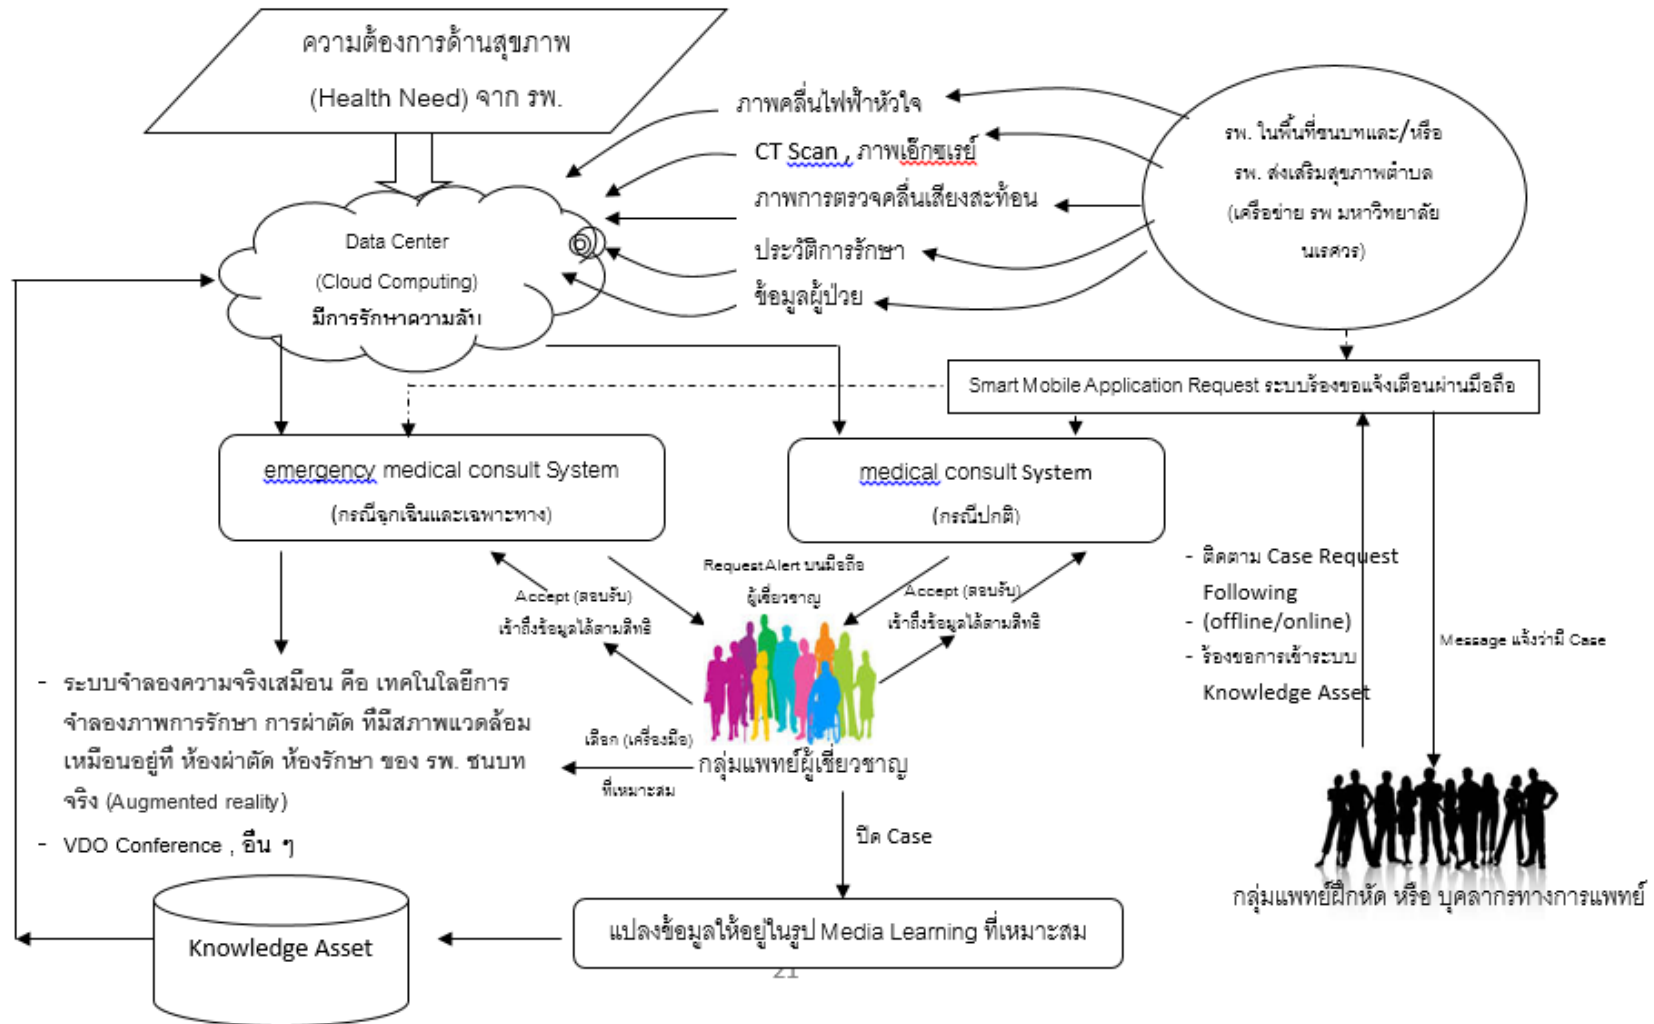 ความต้องการด้านสุขภาพ
(Health Need) จาก รพ.
ภาพคลื่นไฟฟ้าหัวใจ
CT Scan , ภาพเอ็กซเรย์
ภาพการตรวจคลื่นเสียงสะท้อน
ประวัติการรักษา
ข้อมูลผู้ป่วย
รพ. ในพื้นที่ชนบทและ/หรือ
รพ. ส่งเสริมสุขภาพตำบล
(เครือข่าย รพ มหาวิทยาลัย
นเรศวร)
Data Center
(Cloud Computing)
มีการรักษาความลับ
Smart Mobile Application Request ระบบร้องขอแจ้งเตือนผ่านมือถือ
emergency medical consult System
(กรณีฉุกเฉินและเฉพาะทาง)
medical consult System
(กรณีปกติ)
Request Alert บนมือถือ
ผู้เชี่ยวชาญ
Accept (ตอบรับ)
เข้าถึงข้อมูลได้ตามสิทธิ
Accept (ตอบรับ)
เข้าถึงข้อมูลได้ตามสิทธิ
- ติดตาม Case Request
Following
- (offline/online)
- ร้องขอการเข้าระบบ
Knowledge Asset
Message แจ้งว่ามี Case
- ระบบจำลองความจริงเสมือน คือ เทคโนโลยีการ
จำลองภาพการรักษา การผ่าตัด ที่มีสภาพแวดล้อม
เหมือนอยู่ที่ ห้องผ่าตัด ห้องรักษา ของ รพ. ชนบท
จริง (Augmented reality)
- VDO Conference , อื่น ๆ
เลือก (เครื่องมือ)
ที่เหมาะสม
กลุ่มแพทย์ผู้เชี่ยวชาญ
ปิด Case
กลุ่มแพทย์ฝึกหัด หรือ บุคลากรทางการแพทย์
แปลงข้อมูลให้อยู่ในรูป Media Learning ที่เหมาะสม
Knowledge Asset
21